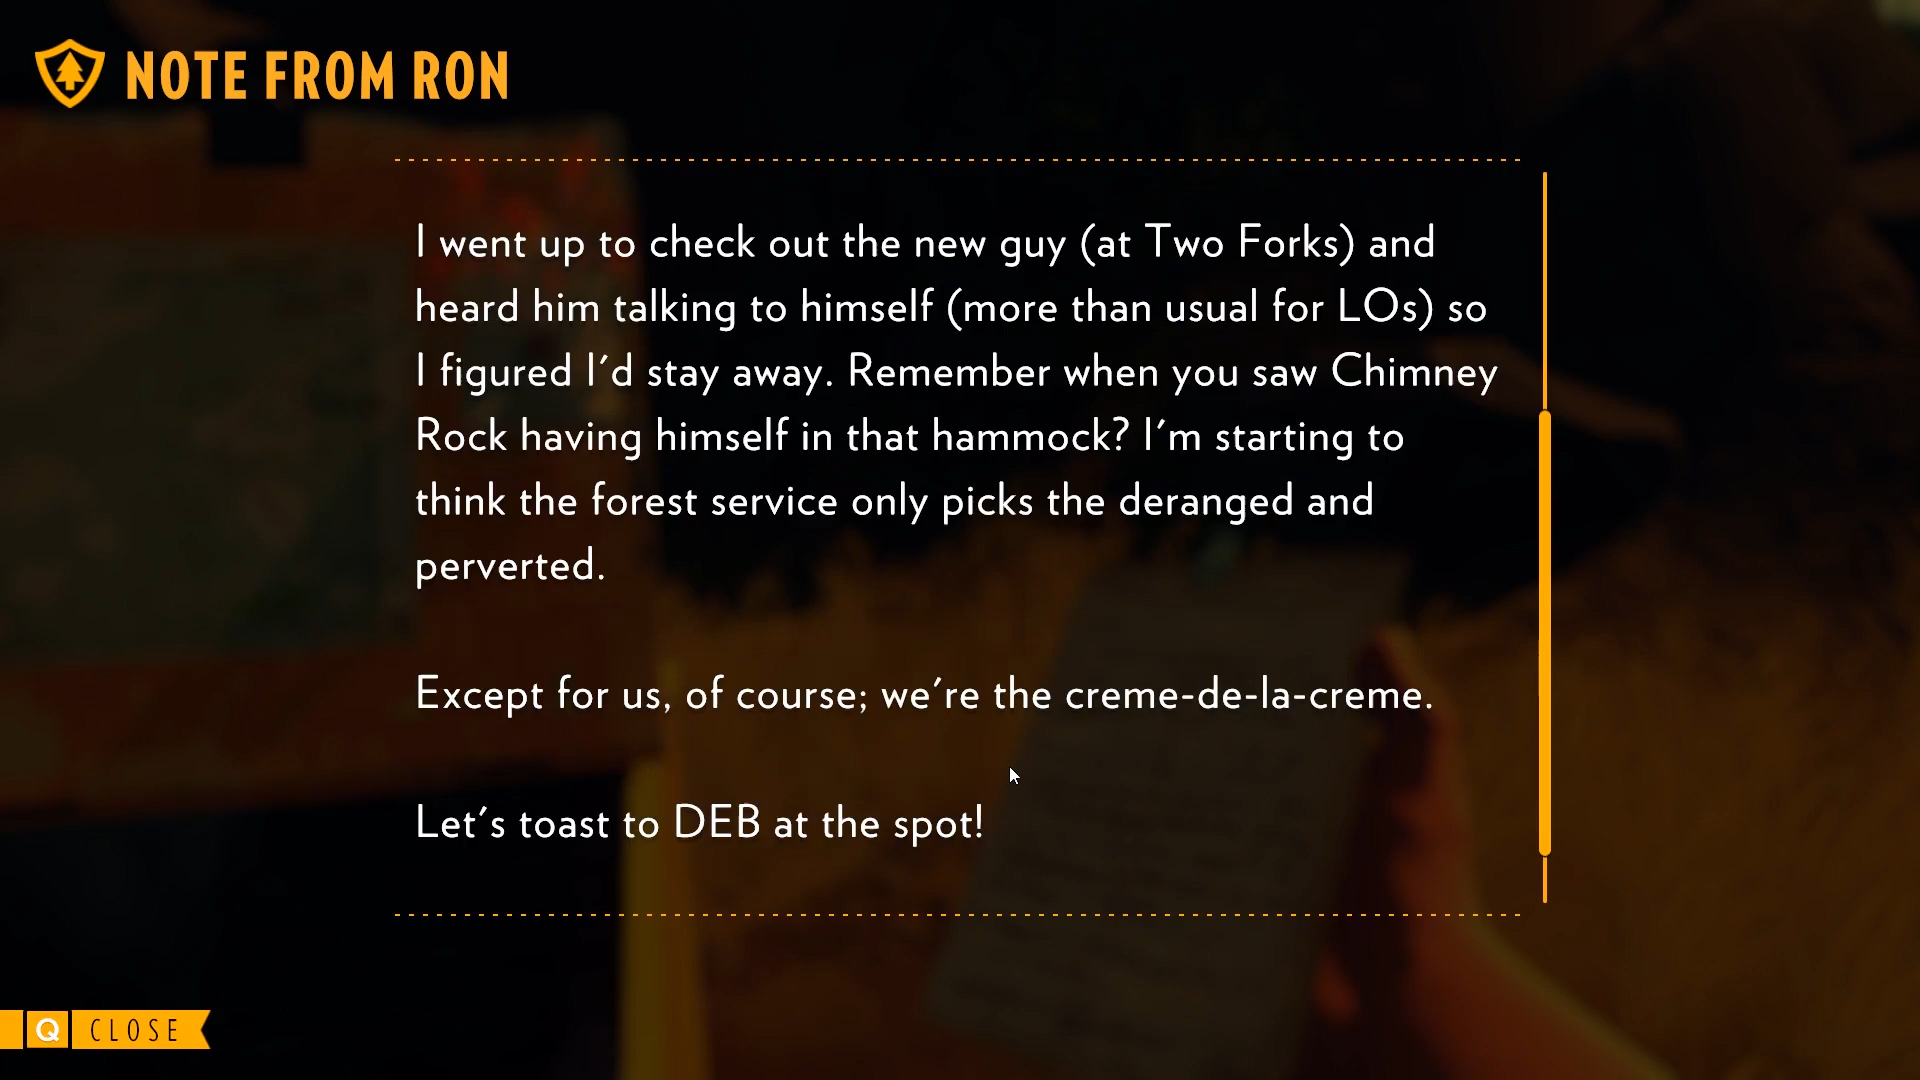 NOTE FROM RON
I went up to check out the new guy (at Two Forks) and
heard him talking to himself (more than usual for LOs) so
I figured I'd stay away. Remember when you saw Chimney
Rock having himself in that hammock? I'm starting to
think the forest service only picks the deranged and
perverted.
Except for us, of course; we're the creme-de-la-creme.
Let's toast to DEB at the spot!
Q CLOSE